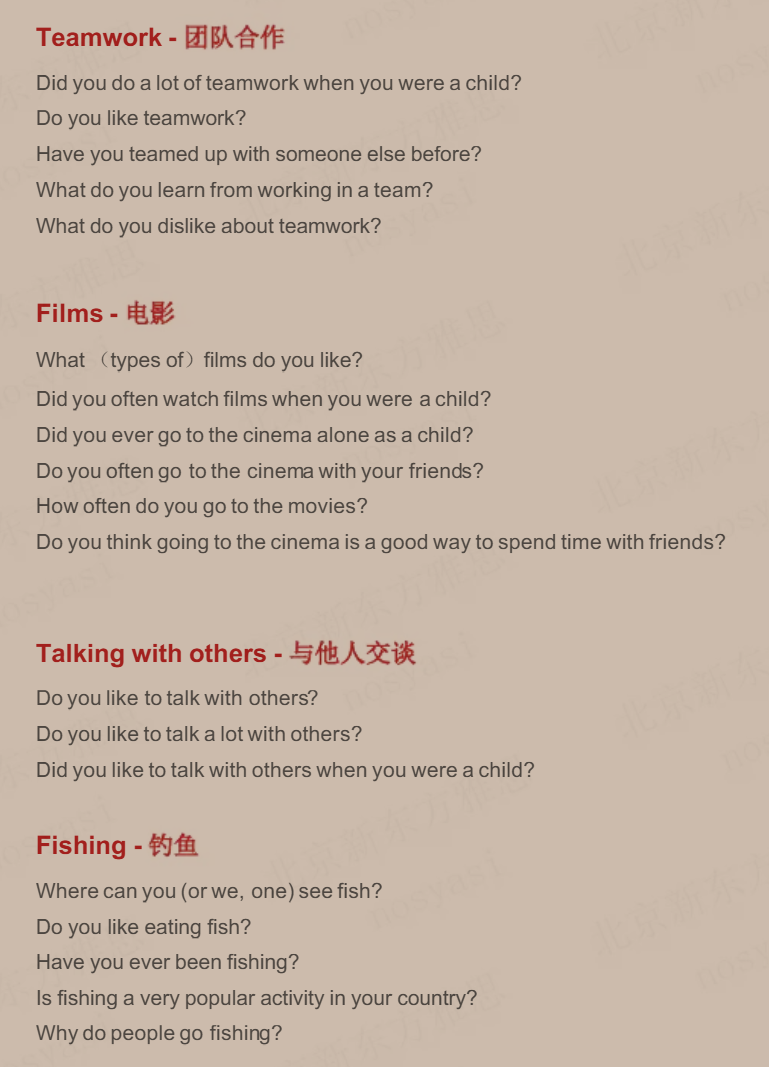 Teamwork - 团队合作
Did you do a lot of teamwork when you were a child?
Do you like teamwork?
Have you teamed up with someone else before?
What do you learn from working in a team?
What do you dislike about teamwork?
Films - 电影
What （types of）films do you like?
Did you often watch films when you were a child?
Did you ever go to the cinema alone as a child?
Do you often go to the cinema with your friends?
How often do you go to the movies?
Do you think going to the cinema is a good way to spend time with friends?
Talking with others - 与他人交谈
Do you like to talk with others?
Do you like to talk a lot with others?
Did you like to talk with others when you were a child?
Fishing - 钓鱼
Where can you (or we, one) see fish?
Do you like eating fish?
Have you ever been fishing?
Is fishing a very popular activity in your country?
Why do people go fishing?